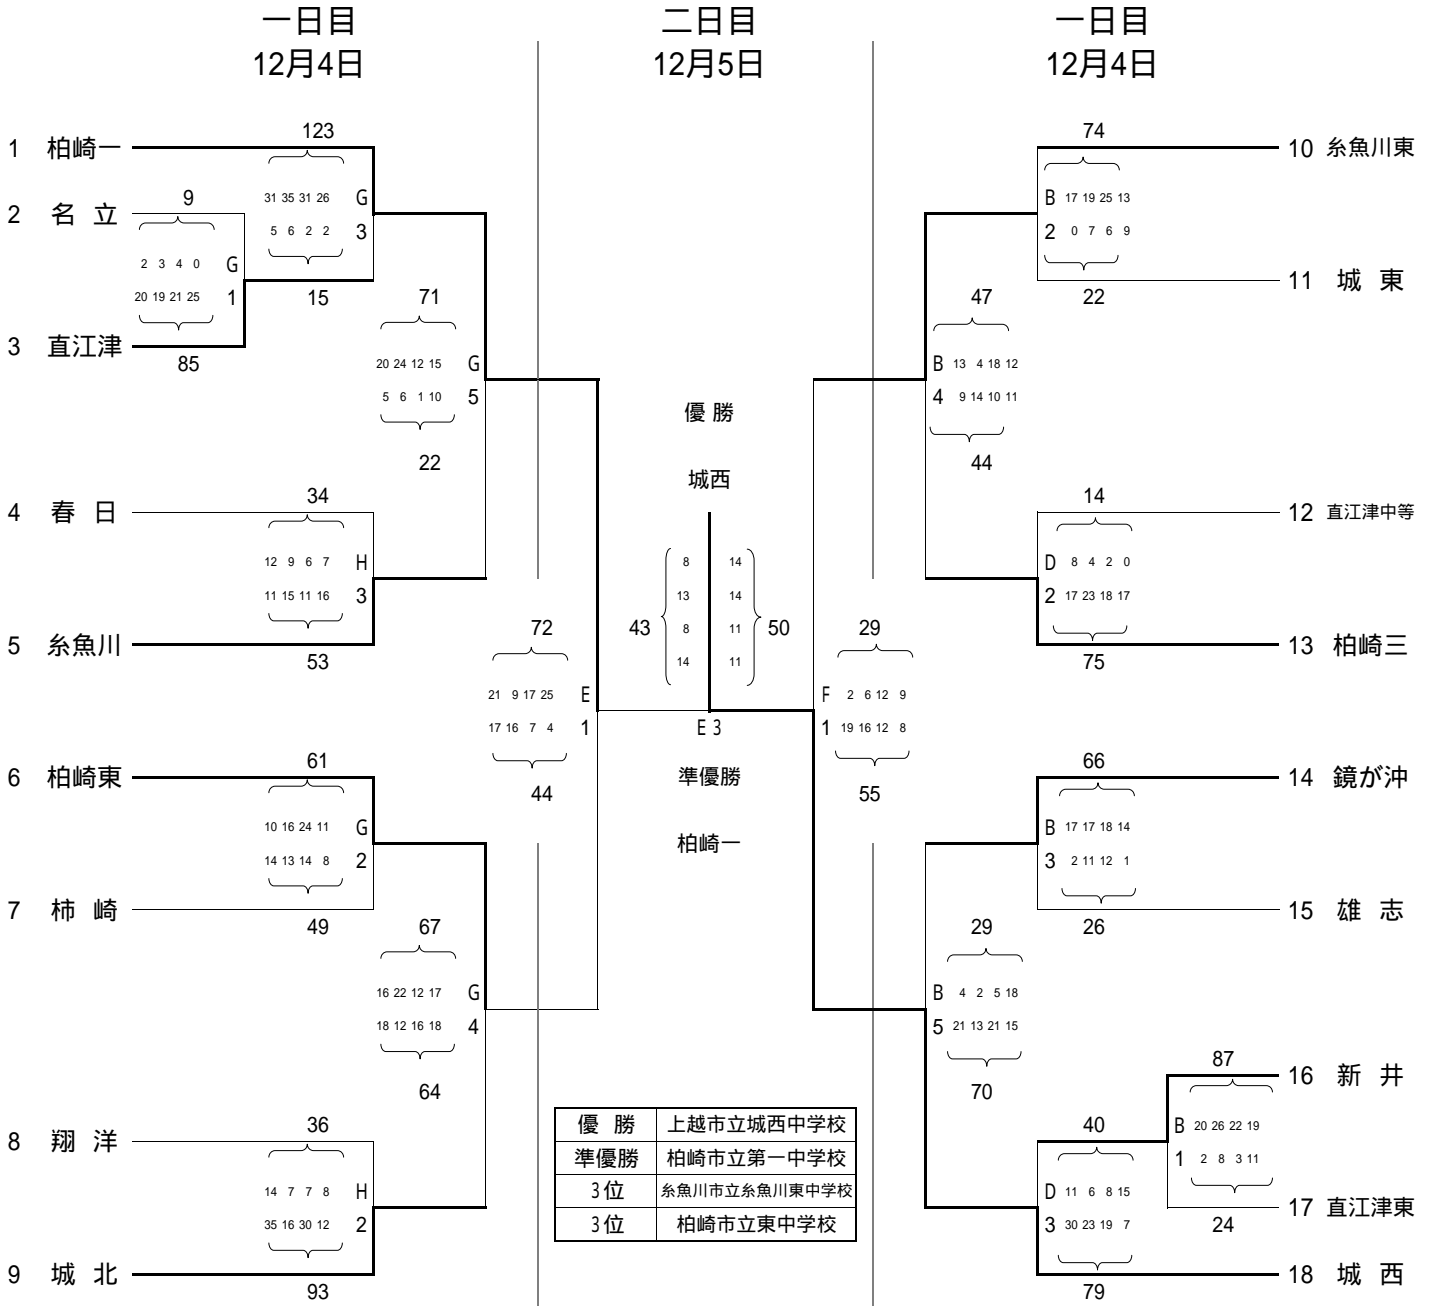 一日目 二日目 一日目
12月4日 12月5日 12月4日
123 74
1 柏崎一 10 糸魚川東
9 31 35 31 26 G B 17 19 25 13
2 名 立
5 6 2 2 3 2 0 7 6 9
2 3 4 0 G
20 19 21 25 1 15 22 11 城 東
71 47
3 直江津
85 20 24 12 15 G B 13 4 18 12
5 6 1 10 5 4 9 14 10 11
優 勝
22 44
城西
34 14
4 春 日 12 直江津中等
12 9 6 7 H 8 14 D 8 4 2 0
11 15 11 16 3 13 14 2 17 23 18 17
72 43 8 11 50 29
5 糸魚川 13 柏崎三
53 14 11 75
21 9 17 25 E F 2 6 12 9
17 16 7 4 1 E 3 1 19 16 12 8
61 66
6 柏崎東 準優勝 14 鏡が沖
44 55
10 16 24 11 G B 17 17 18 14
柏崎一
14 13 14 8 2 3 2 11 12 1
7 柿 崎 15 雄 志
49 67 29 26
16 22 12 17 G B 4 2 5 18
18 12 16 18 4 5 21 13 21 15
87
16 新 井
64 70
優 勝 上越市立城西中学校
36 40 B 20 26 22 19
8 翔 洋
準優勝 柏崎市立第一中学校 1 2 8 3 11
14 7 7 8 H 3位 糸魚川市立糸魚川東中学校 D 11 6 8 15
17 直江津東
35 16 30 12 2 3位 柏崎市立東中学校 3 30 23 19 7 24
9 城 北 18 城 西
93 79